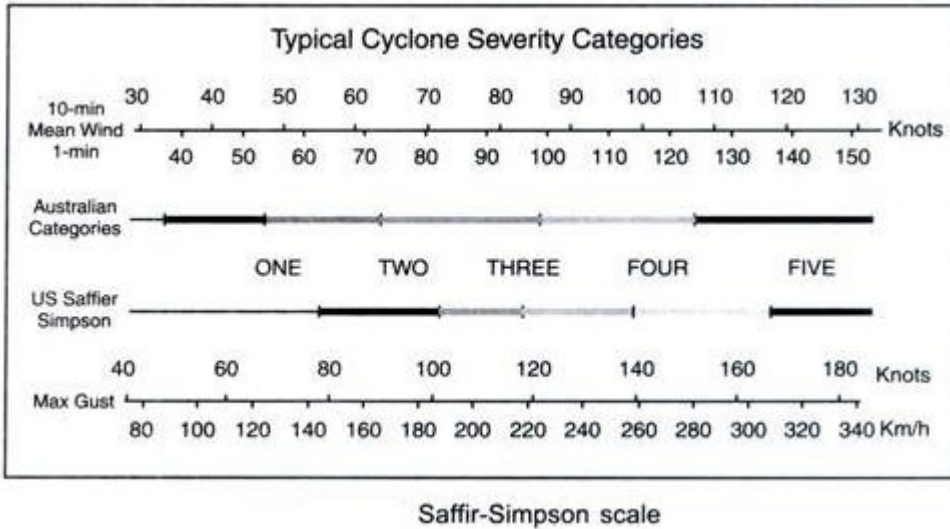 Typical Cyclone Severity Categories
30 40 50 60 70 80 90 100 110 120 130
10-min
Mean Wind
1-min
Knots
40 50 60 70 80 90 100 110 120 130 140 150
Australian
Categories
ONE TWO THREE FOUR FIVE
US Saffier
Simpson
40 60 80 100 120 140 160 180 Knots
Max Gust
80 100 120 140 160 180 200 220 240 260 280 300 320 340 Km/h
Saffir-Simpson scale